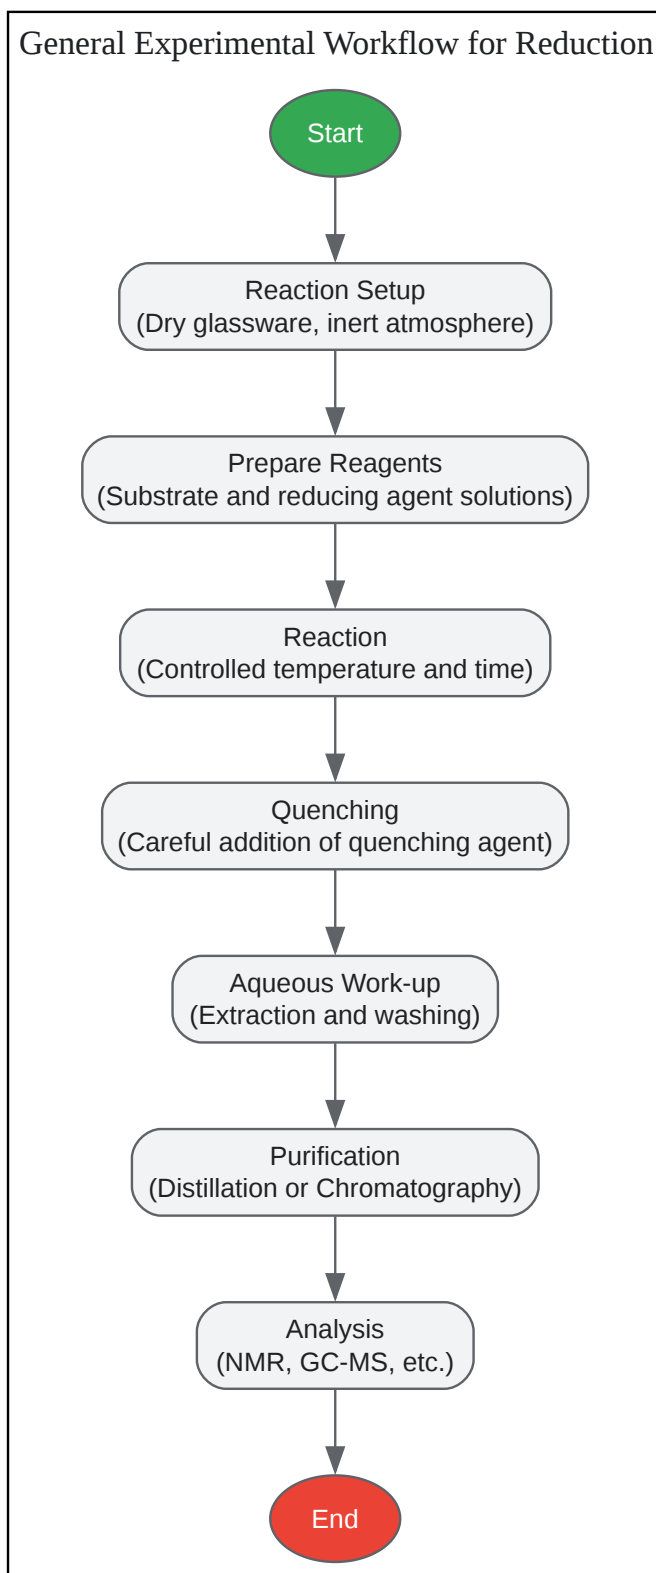 General Experimental Workflow for Reduction
Start
Reaction Setup
(Dry glassware, inert atmosphere)
Prepare Reagents
(Substrate and reducing agent solutions)
Reaction
(Controlled temperature and time)
Quenching
(Careful addition of quenching agent)
Aqueous Work-up
(Extraction and washing)
Purification
(Distillation or Chromatography)
Analysis
(NMR, GC-MS, etc.)
End